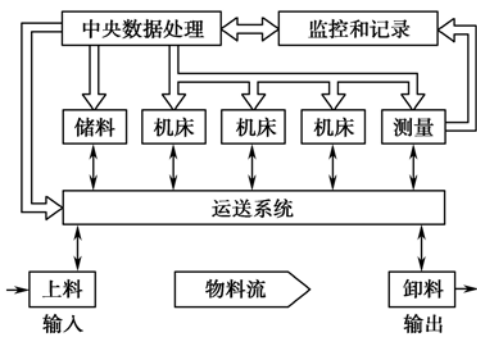 中央数据处理
监控和记录
储料
机床
机床
机床
测量
运送系统
上料
物料流
卸料
输入
输出